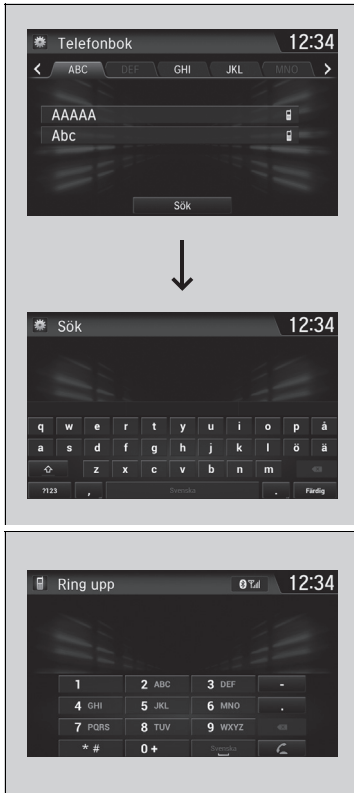 Telefonbok 12:34
ABC DEF GHI JKL MNO
AAAAA
Abc
Sök
Sök 12:34
q w e r t y u i o p å
a s d f g h j k l ö ä
z x c v b n m
?123 , Svenska . Färdig
Ring upp 12:34
1 2 ABC 3 DEF -
4 GHI 5 JKL 6 MNO .
7 PQRS 8 TUV 9 WXYZ
* # 0 + Svenska